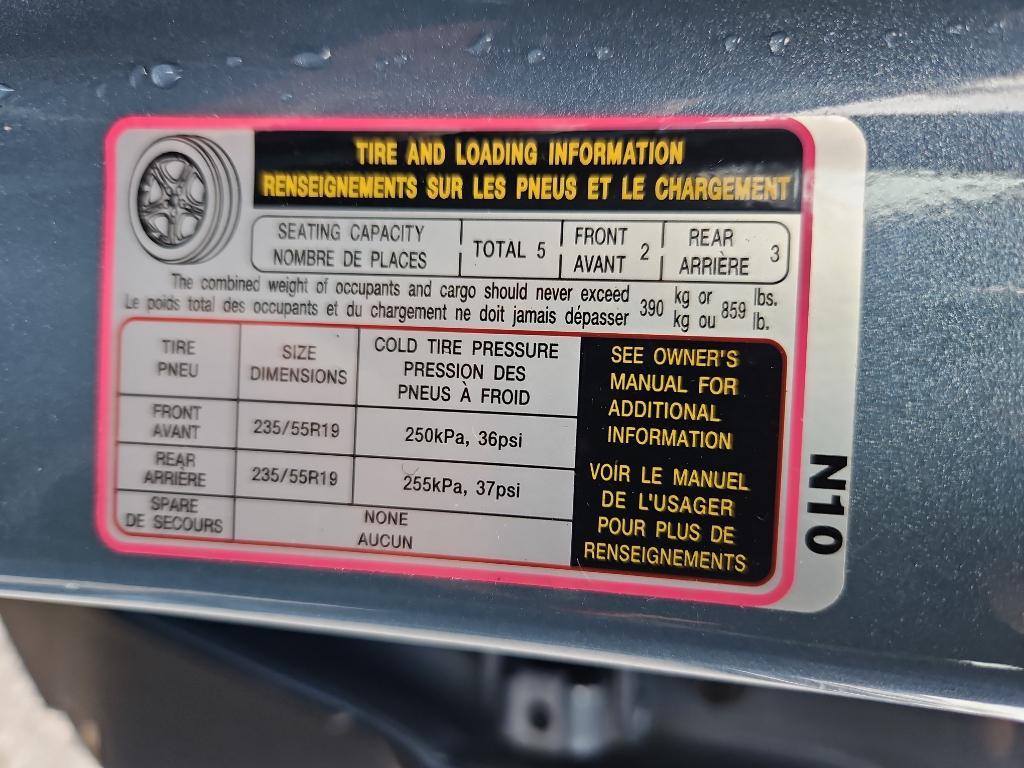 TIRE AND LOADING INFORMATION
RENSEIGNEMENTS SUR LES PNEUS ET LE CHARGEMENT
SEATING CAPACITY
NOMBRE DE PLACES
TOTAL 5
FRONT
AVANT
2
REAR
ARRIÈRE
3
The combined weight of occupants and cargo should never exceed 390 kg or 859 lbs.
Le poids total des occupants et du chargement ne doit jamais dépasser kg ou lb.
TIRE
PNEU
SIZE
DIMENSIONS
COLD TIRE PRESSURE
PRESSION DES
PNEUS À FROID
FRONT
AVANT
235/55R19
250kPa, 36psi
REAR
ARRIÈRE
235/55R19
255kPa, 37psi
SPARE
DE SECOURS
NONE
AUCUN
SEE OWNER'S
MANUAL FOR
ADDITIONAL
INFORMATION
VOIR LE MANUEL
DE L'USAGER
POUR PLUS DE
RENSEIGNEMENTS
N10